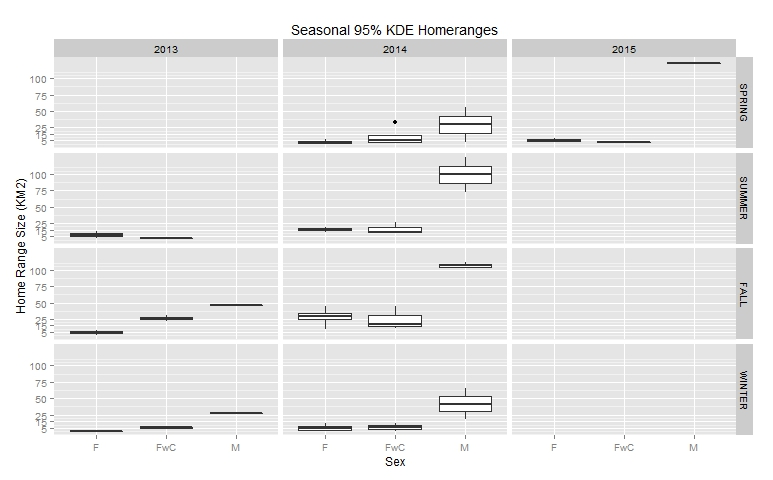 Seasonal 95% KDE Homeranges
2013
2014
2015
Home Range Size (KM2)
100
75
50
25
15
5
SPRING
100
75
50
25
15
5
SUMMER
100
75
50
25
15
5
FALL
100
75
50
25
15
5
WINTER
F FwC M
F FwC M
F FwC M
Sex